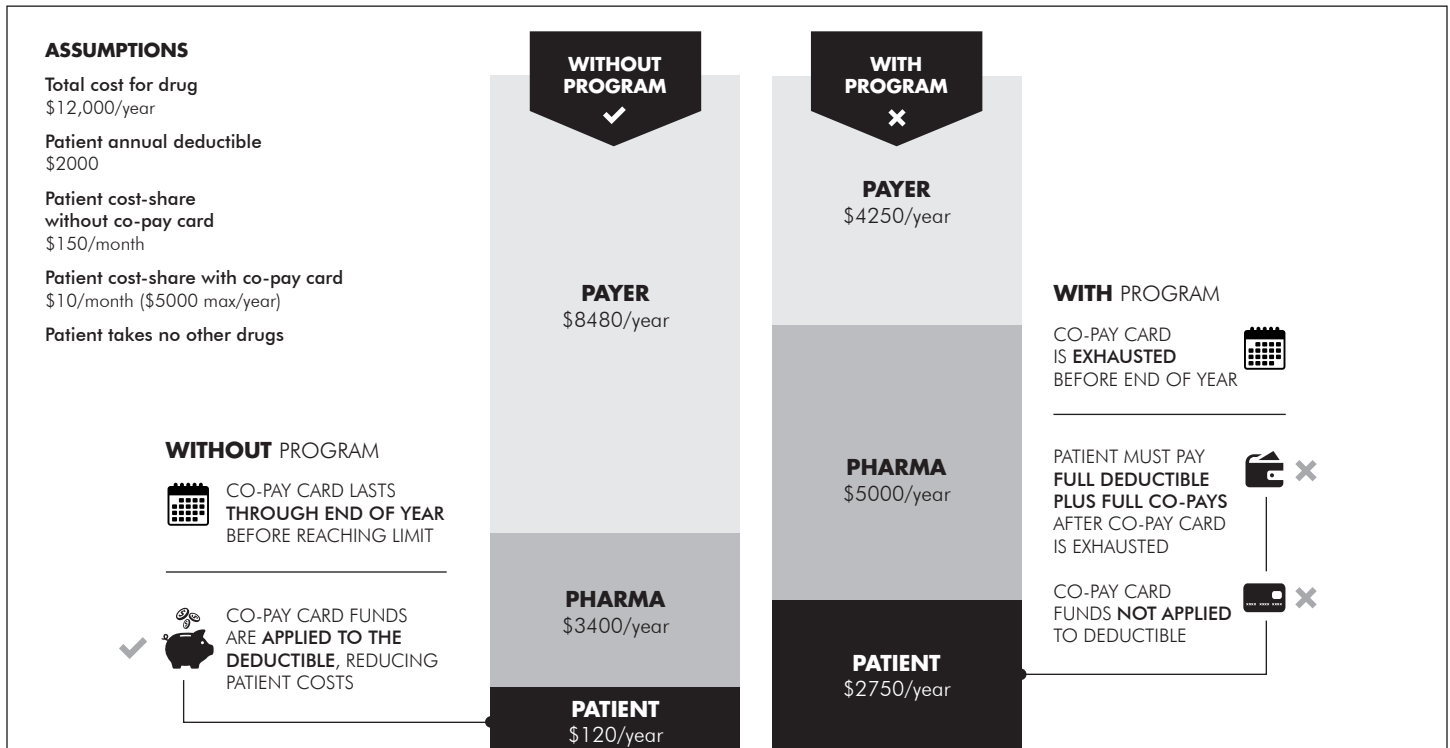 ASSUMPTIONS
Total cost for drug
$12,000/year
Patient annual deductible
$2000
Patient cost-share
without co-pay card
$150/month
Patient cost-share with co-pay card
$10/month ($5000 max/year)
Patient takes no other drugs
WITHOUT PROGRAM
CO-PAY CARD LASTS
THROUGH END OF YEAR
BEFORE REACHING LIMIT
CO-PAY CARD FUNDS
ARE APPLIED TO THE
DEDUCTIBLE, REDUCING
PATIENT COSTS
WITHOUT
PROGRAM
PAYER
$8480/year
PHARMA
$3400/year
PATIENT
$120/year
WITH
PROGRAM
PAYER
$4250/year
PHARMA
$5000/year
PATIENT
$2750/year
WITH PROGRAM
CO-PAY CARD
IS EXHAUSTED
BEFORE END OF YEAR
PATIENT MUST PAY
FULL DEDUCTIBLE
PLUS FULL CO-PAYS
AFTER CO-PAY CARD
IS EXHAUSTED
CO-PAY CARD
FUNDS NOT APPLIED
TO DEDUCTIBLE